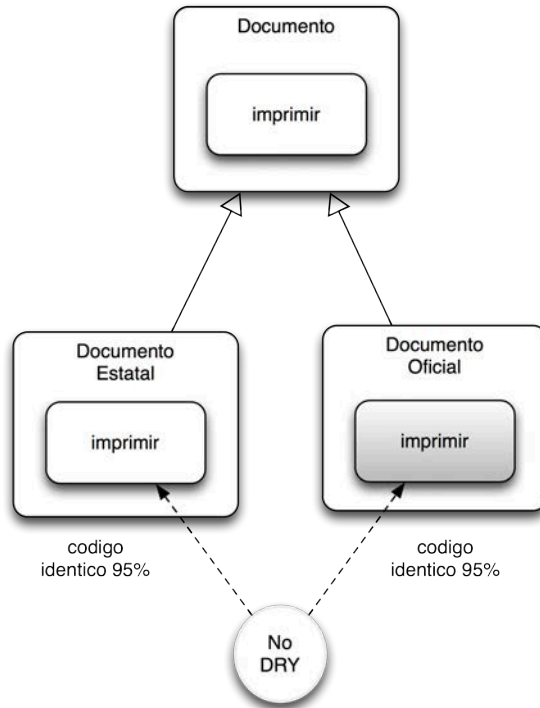 Documento
imprimir
Documento
Estatal
imprimir
Documento
Oficial
imprimir
codigo
identico 95%
codigo
identico 95%
No
DRY